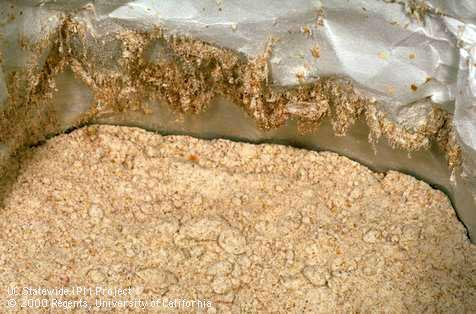 UC Statewide IPM Project
© 2000 Regents, University of California